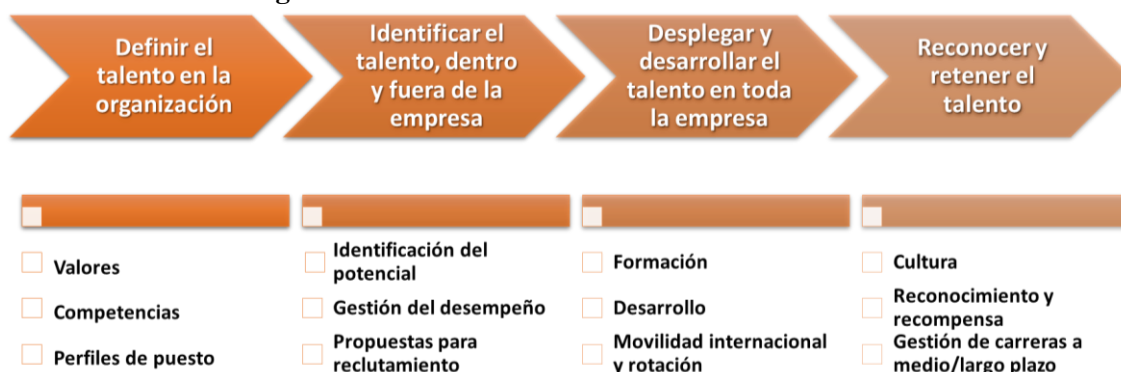 Definir el
talento en la
organización
Identificar el
talento, dentro
y fuera de la
empresa
Desplegar y
desarrollar el
talento en toda
la empresa
Reconocer y
retener el
talento
Valores
Competencias
Perfiles de puesto
Identificación del
potencial
Gestión del desempeño
Propuestas para
reclutamiento
Formación
Desarrollo
Movilidad internacional
y rotación
Cultura
Reconocimiento y
recompensa
Gestión de carreras a
medio/largo plazo